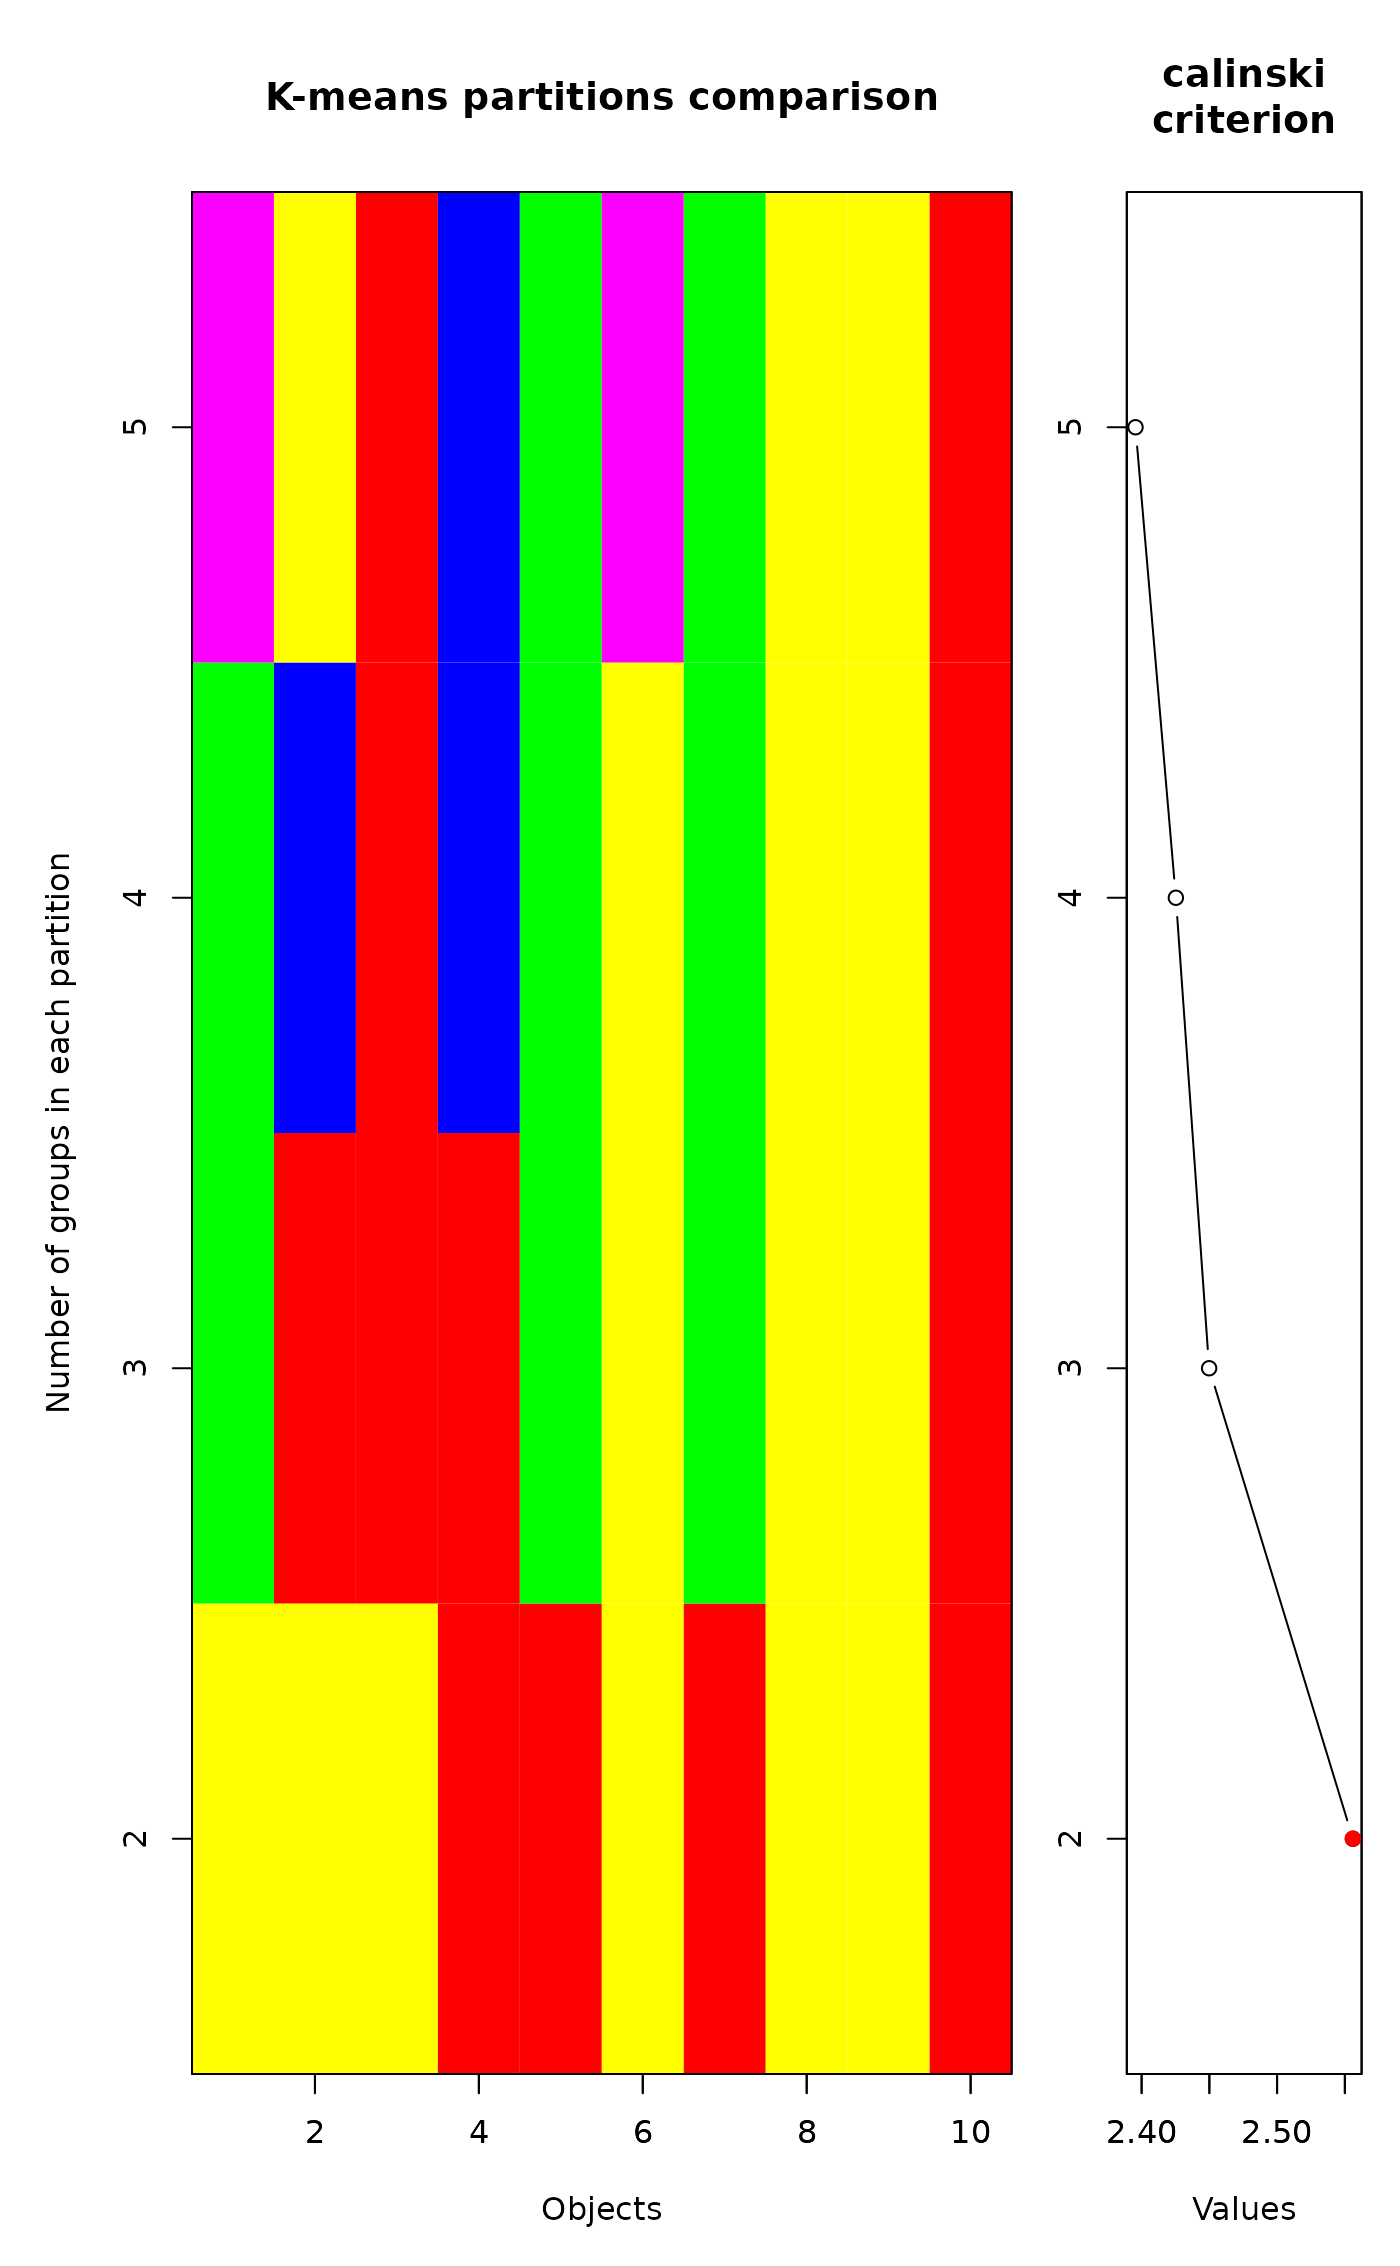 K-means partitions comparison
calinski
criterion
Number of groups in each partition
5
4
3
2
2 4 6 8 10
Objects
5
4
3
2
2.40 2.50
Values